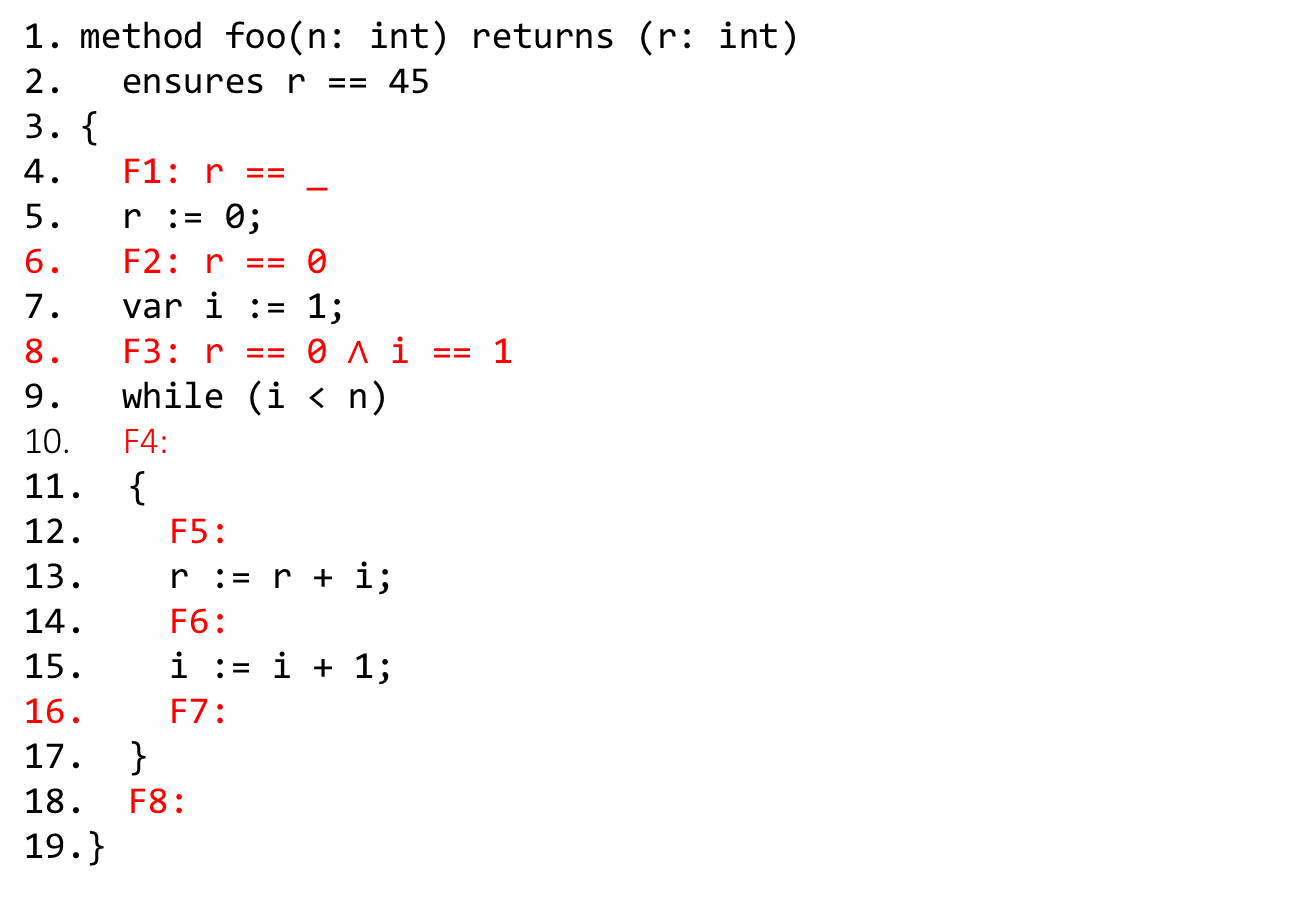 1. method foo(n: int) returns (r: int)
2. ensures r == 45
3. {
4. F1: r == _
5. r := 0;
6. F2: r == 0
7. var i := 1;
8. F3: r == 0 ∧ i == 1
9. while (i < n)
10. F4:
11. {
12. F5:
13. r := r + i;
14. F6:
15. i := i + 1;
16. F7:
17. }
18. F8:
19.}